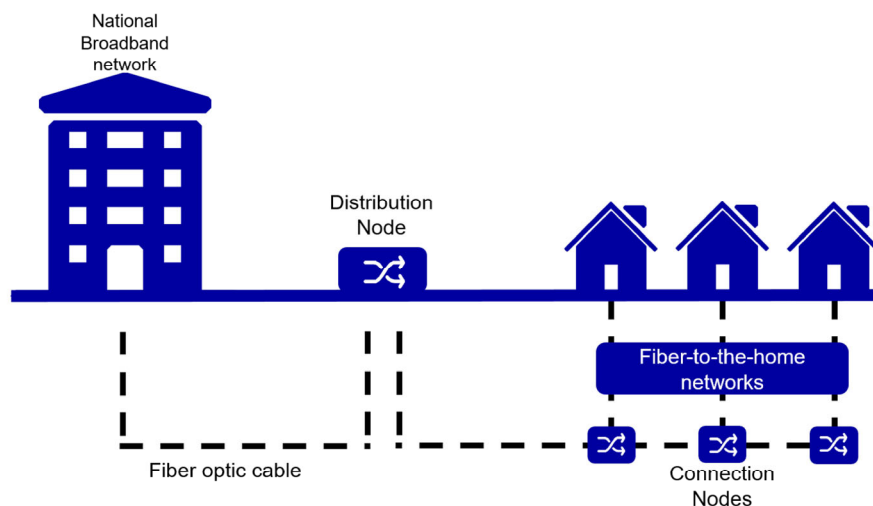 National
Broadband
network
Distribution
Node
Fiber-to-the-home
networks
Fiber optic cable
Connection
Nodes